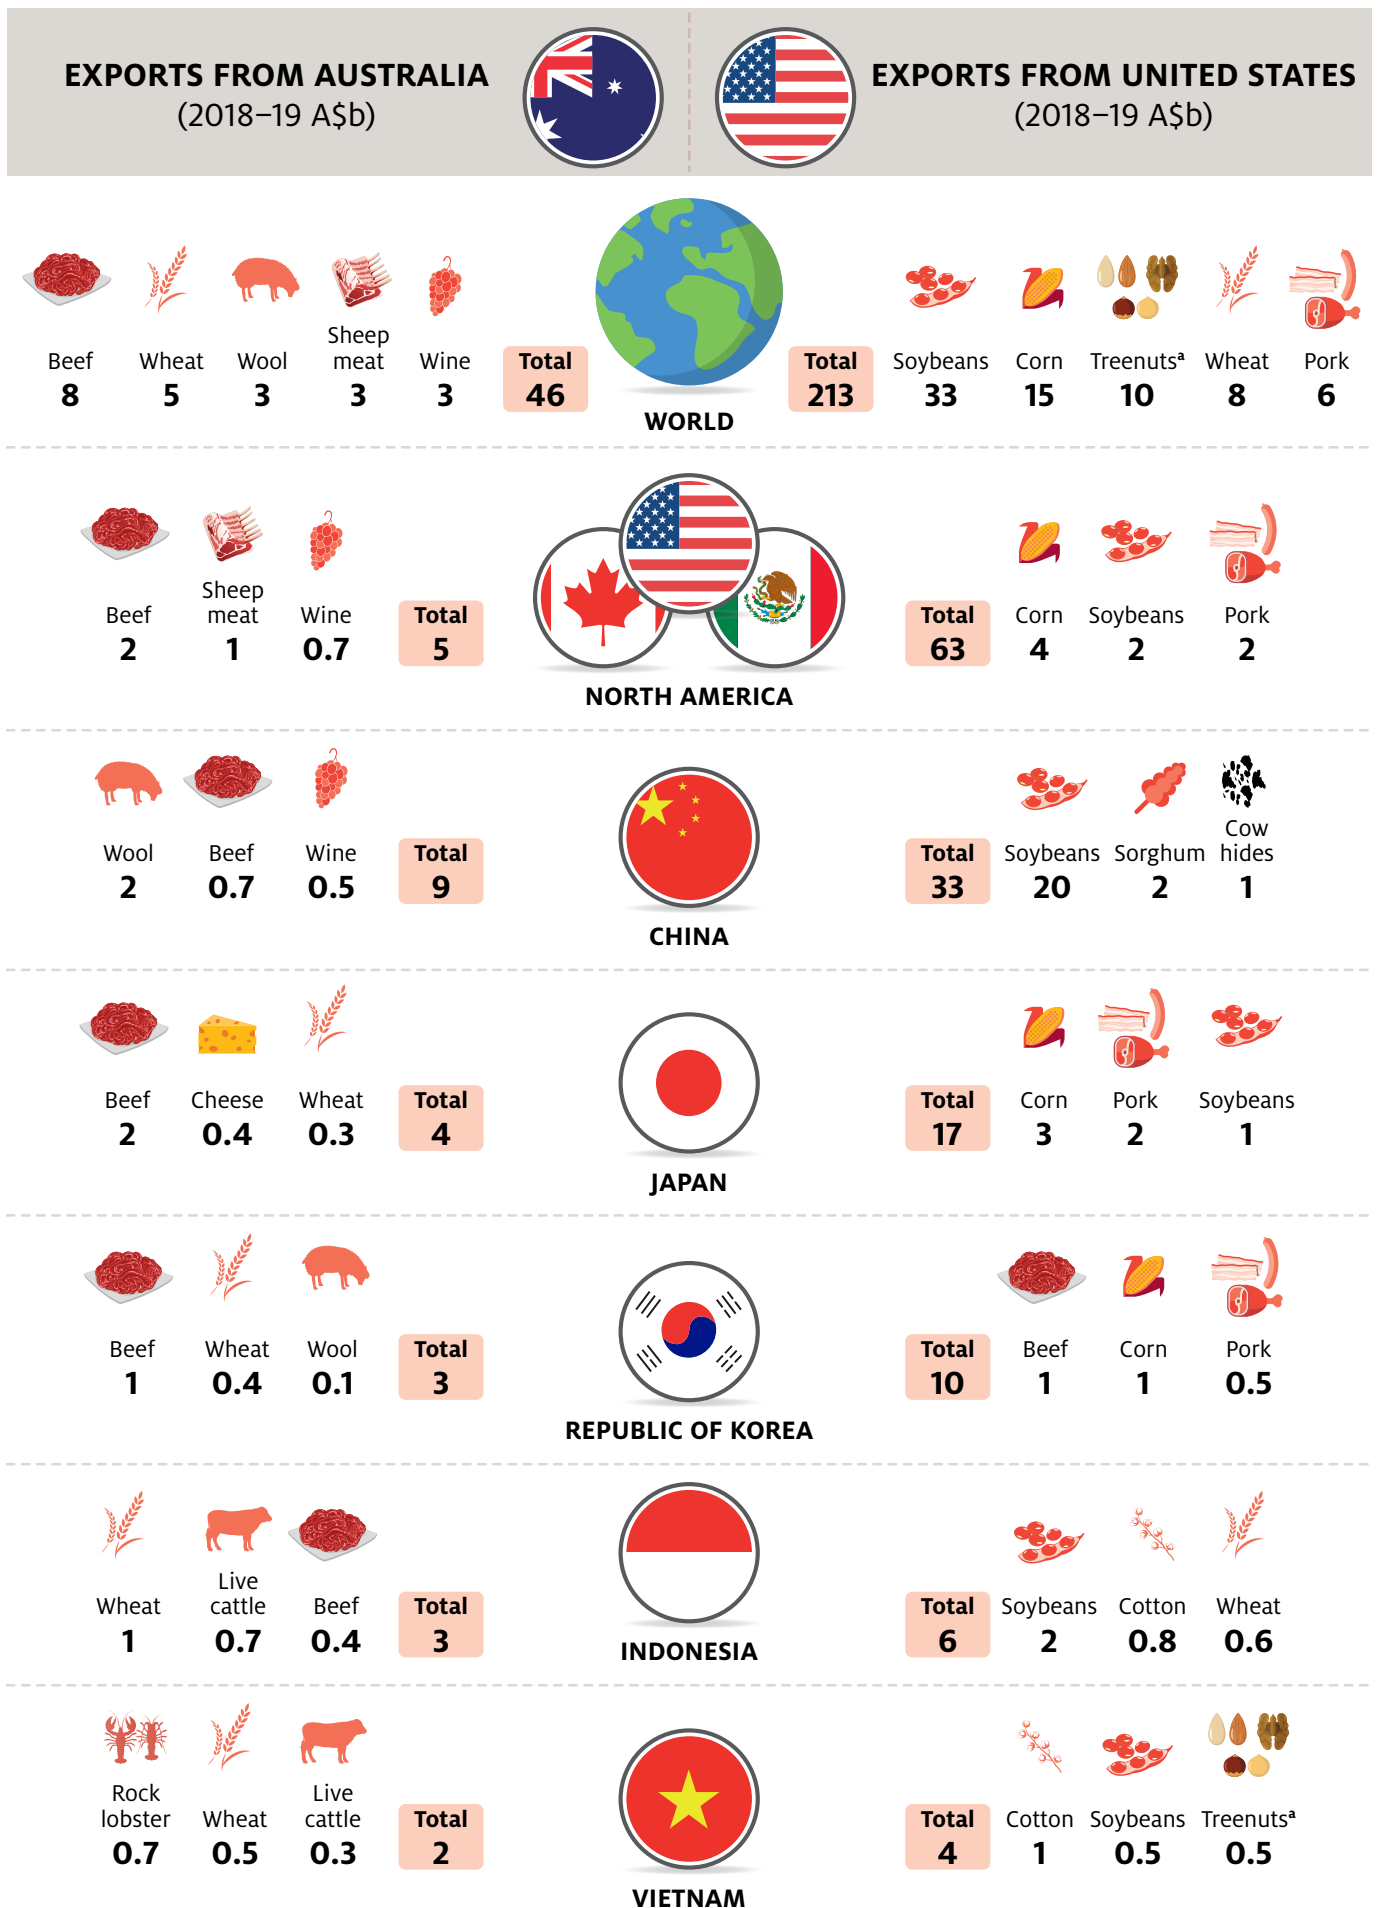 EXPORTS FROM AUSTRALIA
(2018–19 A$b)
EXPORTS FROM UNITED STATES
(2018–19 A$b)
Beef
8
Wheat
5
Wool
3
Sheep
meat
3
Wine
3
Total
46
WORLD
Total
213
Soybeans
33
Corn
15
Treenutsᵃ
10
Wheat
8
Pork
6
Beef
2
Sheep
meat
1
Wine
0.7
Total
5
NORTH AMERICA
Total
63
Corn
4
Soybeans
2
Pork
2
Wool
2
Beef
0.7
Wine
0.5
Total
9
CHINA
Total
33
Soybeans
20
Sorghum
2
Cow
hides
1
Beef
2
Cheese
0.4
Wheat
0.3
Total
4
JAPAN
Total
17
Corn
3
Pork
2
Soybeans
1
Beef
1
Wheat
0.4
Wool
0.1
Total
3
REPUBLIC OF KOREA
Total
10
Beef
1
Corn
1
Pork
0.5
Wheat
1
Live
cattle
0.7
Beef
0.4
Total
3
INDONESIA
Total
6
Soybeans
2
Cotton
0.8
Wheat
0.6
Rock
lobster
0.7
Wheat
0.5
Live
cattle
0.3
Total
2
VIETNAM
Total
4
Cotton
1
Soybeans
0.5
Treenutsᵃ
0.5